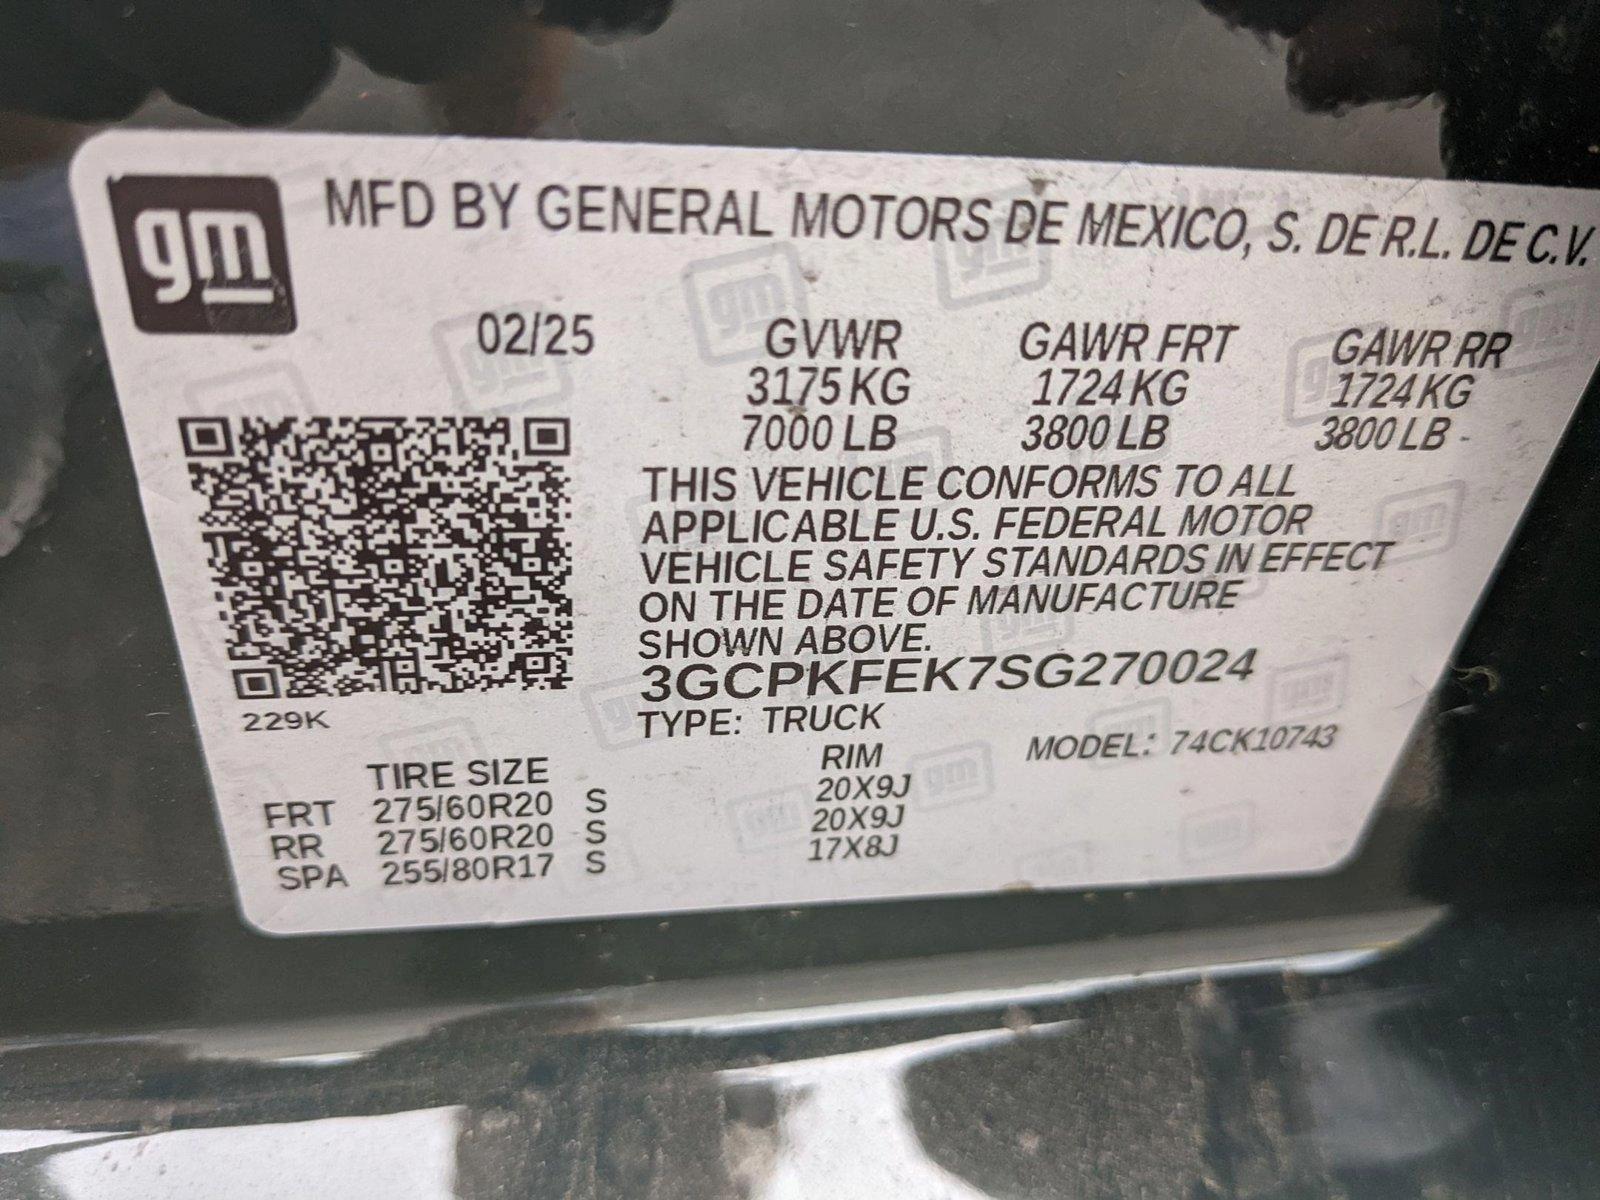 gm
MFD BY GENERAL MOTORS DE MEXICO, S. DE R.L. DE C.V.
02/25 GVWR GAWR FRT GAWR RR
3175 KG 1724 KG 1724 KG
7000 LB 3800 LB 3800 LB
THIS VEHICLE CONFORMS TO ALL
APPLICABLE U.S. FEDERAL MOTOR
VEHICLE SAFETY STANDARDS IN EFFECT
ON THE DATE OF MANUFACTURE
SHOWN ABOVE.
3GCPKFEK7SG270024
229K
TYPE: TRUCK
MODEL: 74CK10743
TIRE SIZE RIM
FRT 275/60R20 S 20X9J
RR 275/60R20 S 20X9J
SPA 255/80R17 S 17X8J